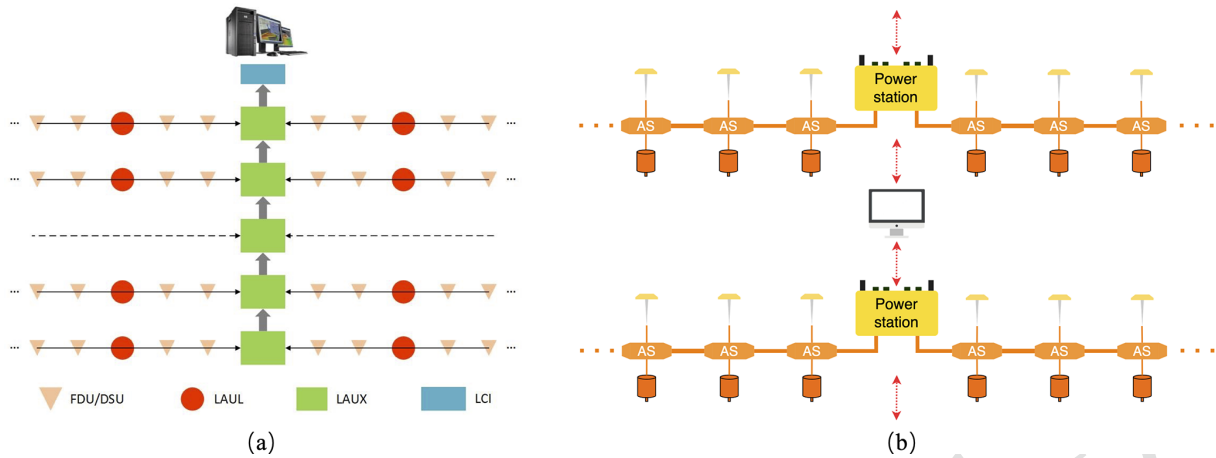 Power
station
AS AS AS AS AS AS
Power
station
AS AS AS AS AS AS
FDU/DSU LAUL LAUX LCI
(a) (b)